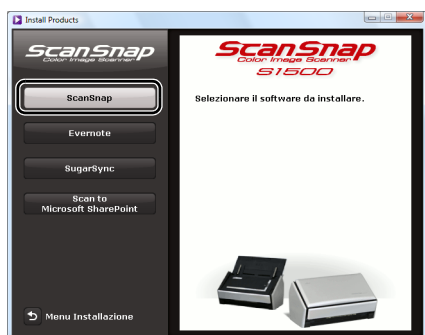 Install Products
ScanSnap
Color Image Scanner
ScanSnap
Evernote
SugarSync
Scan to
Microsoft SharePoint
Menu Installazione
ScanSnap
Color Image Scanner
S1500
Selezionare il software da installare.